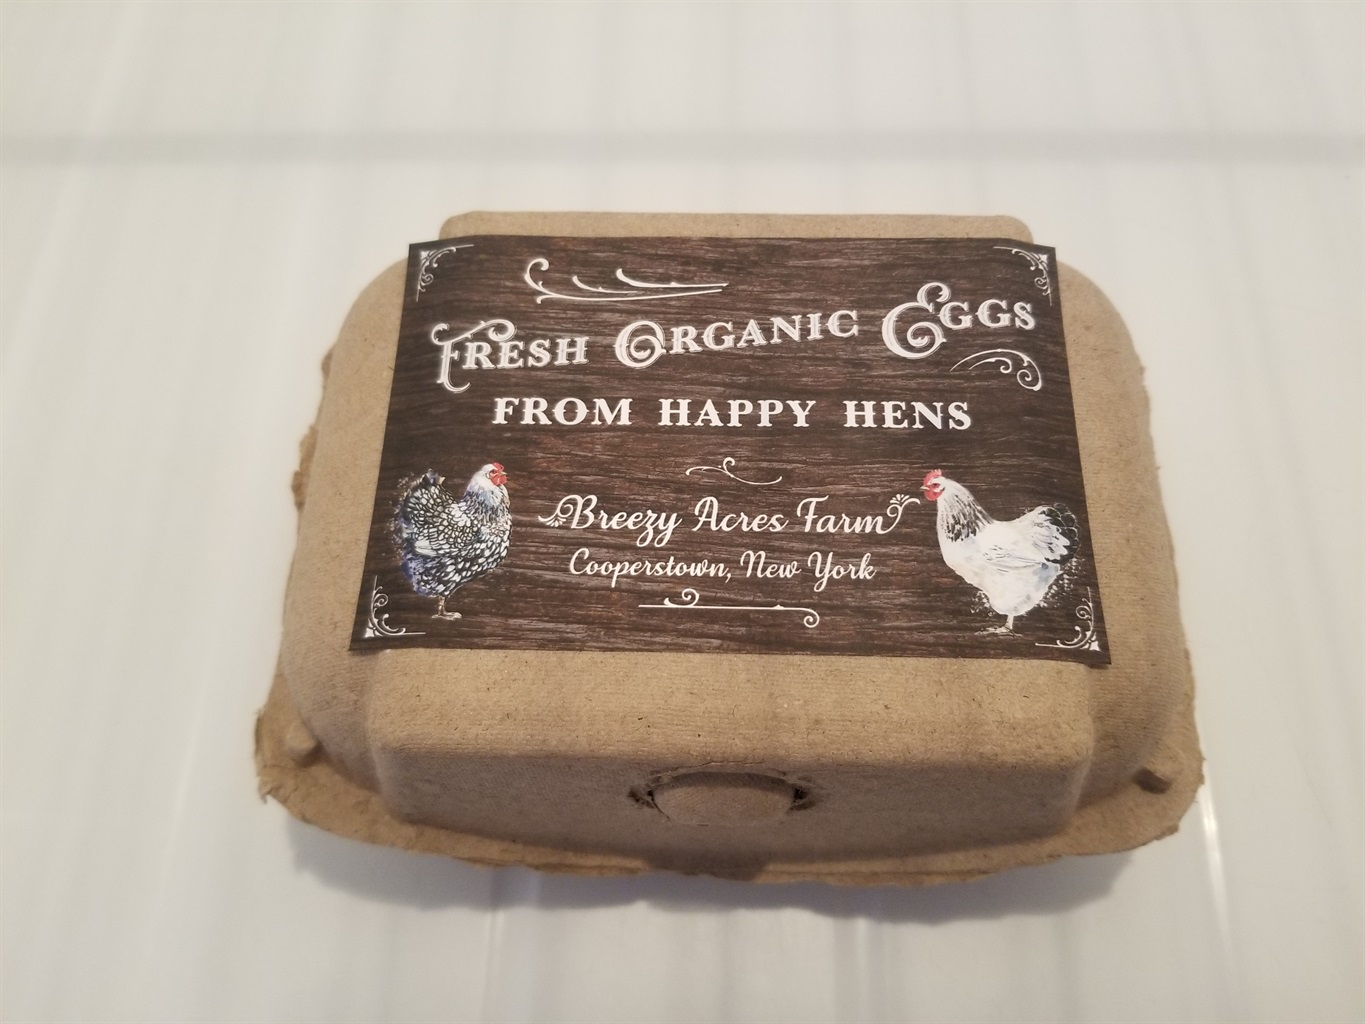 Fresh Organic Eggs
FROM HAPPY HENS
Breezy Acres Farm
Cooperstown, New York